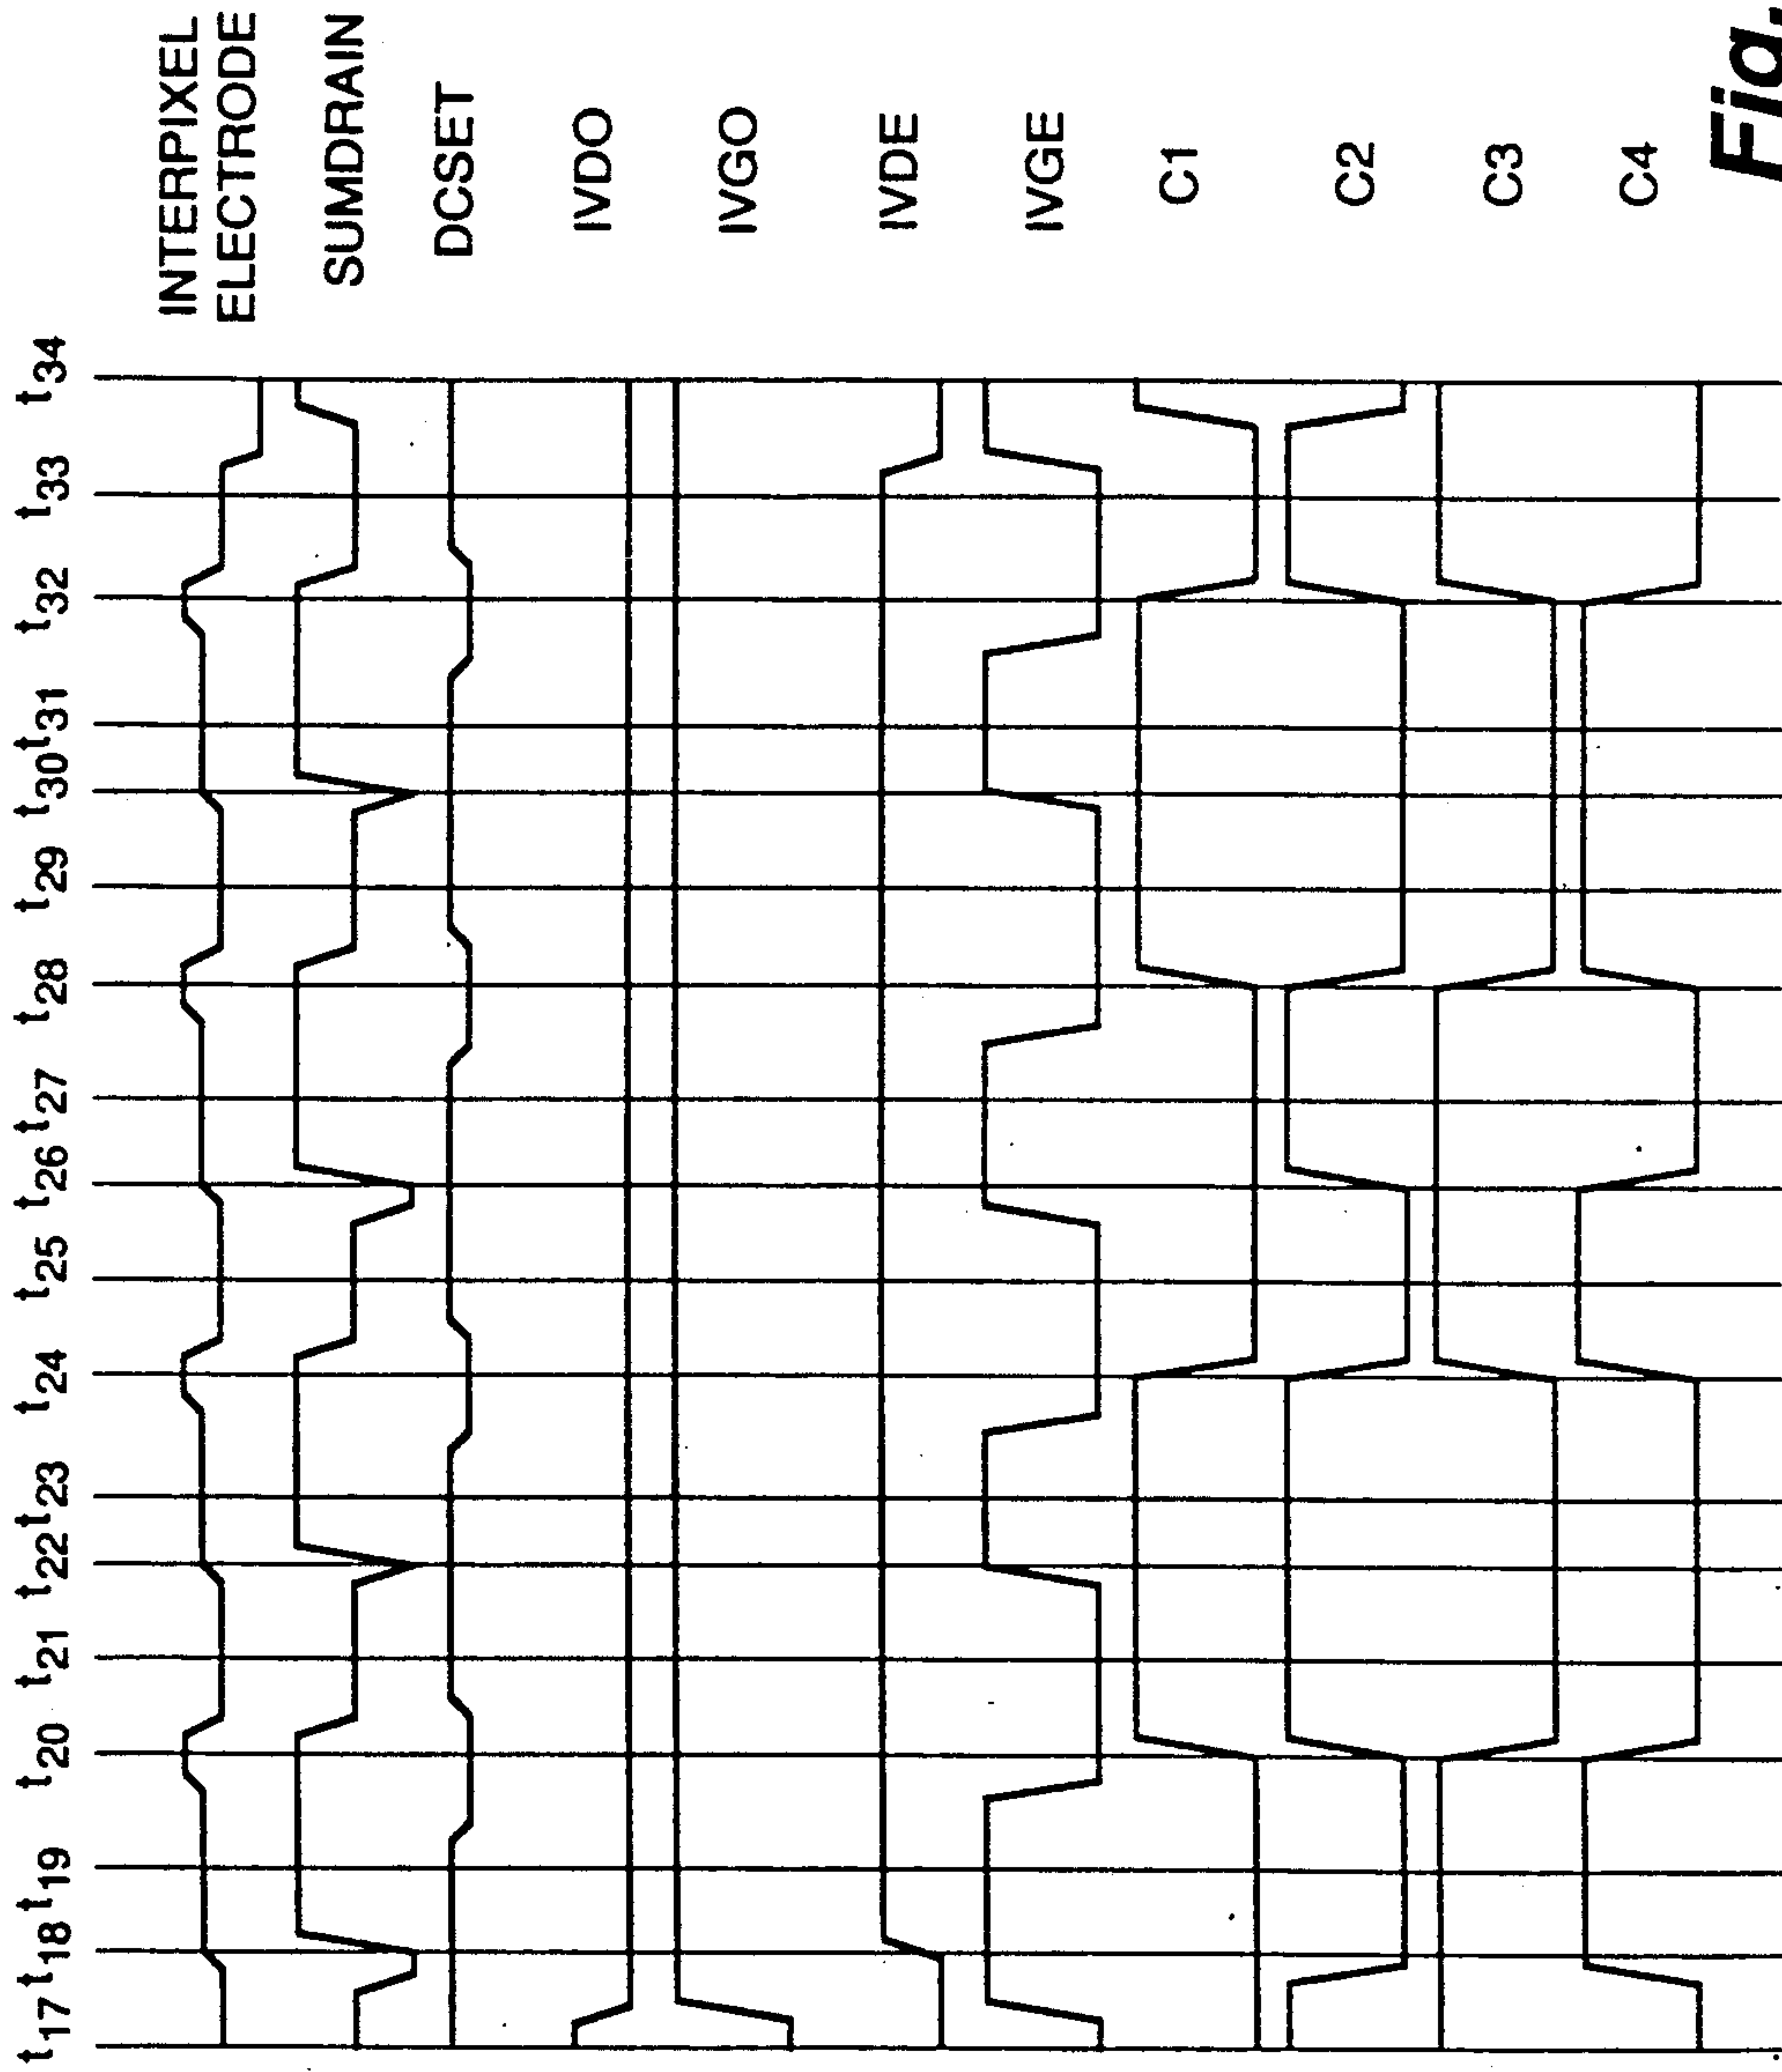 t17 t18 t19 t20 t21 t22 t23 t24 t25 t26 t27 t28 t29 t30 t31 t32 t33 t34
INTERPIXEL
ELECTRODE
SUMDRAIN
DCSET
IVDO
IVGO
IVDE
IVGE
C1
C2
C3
C4
Fig.